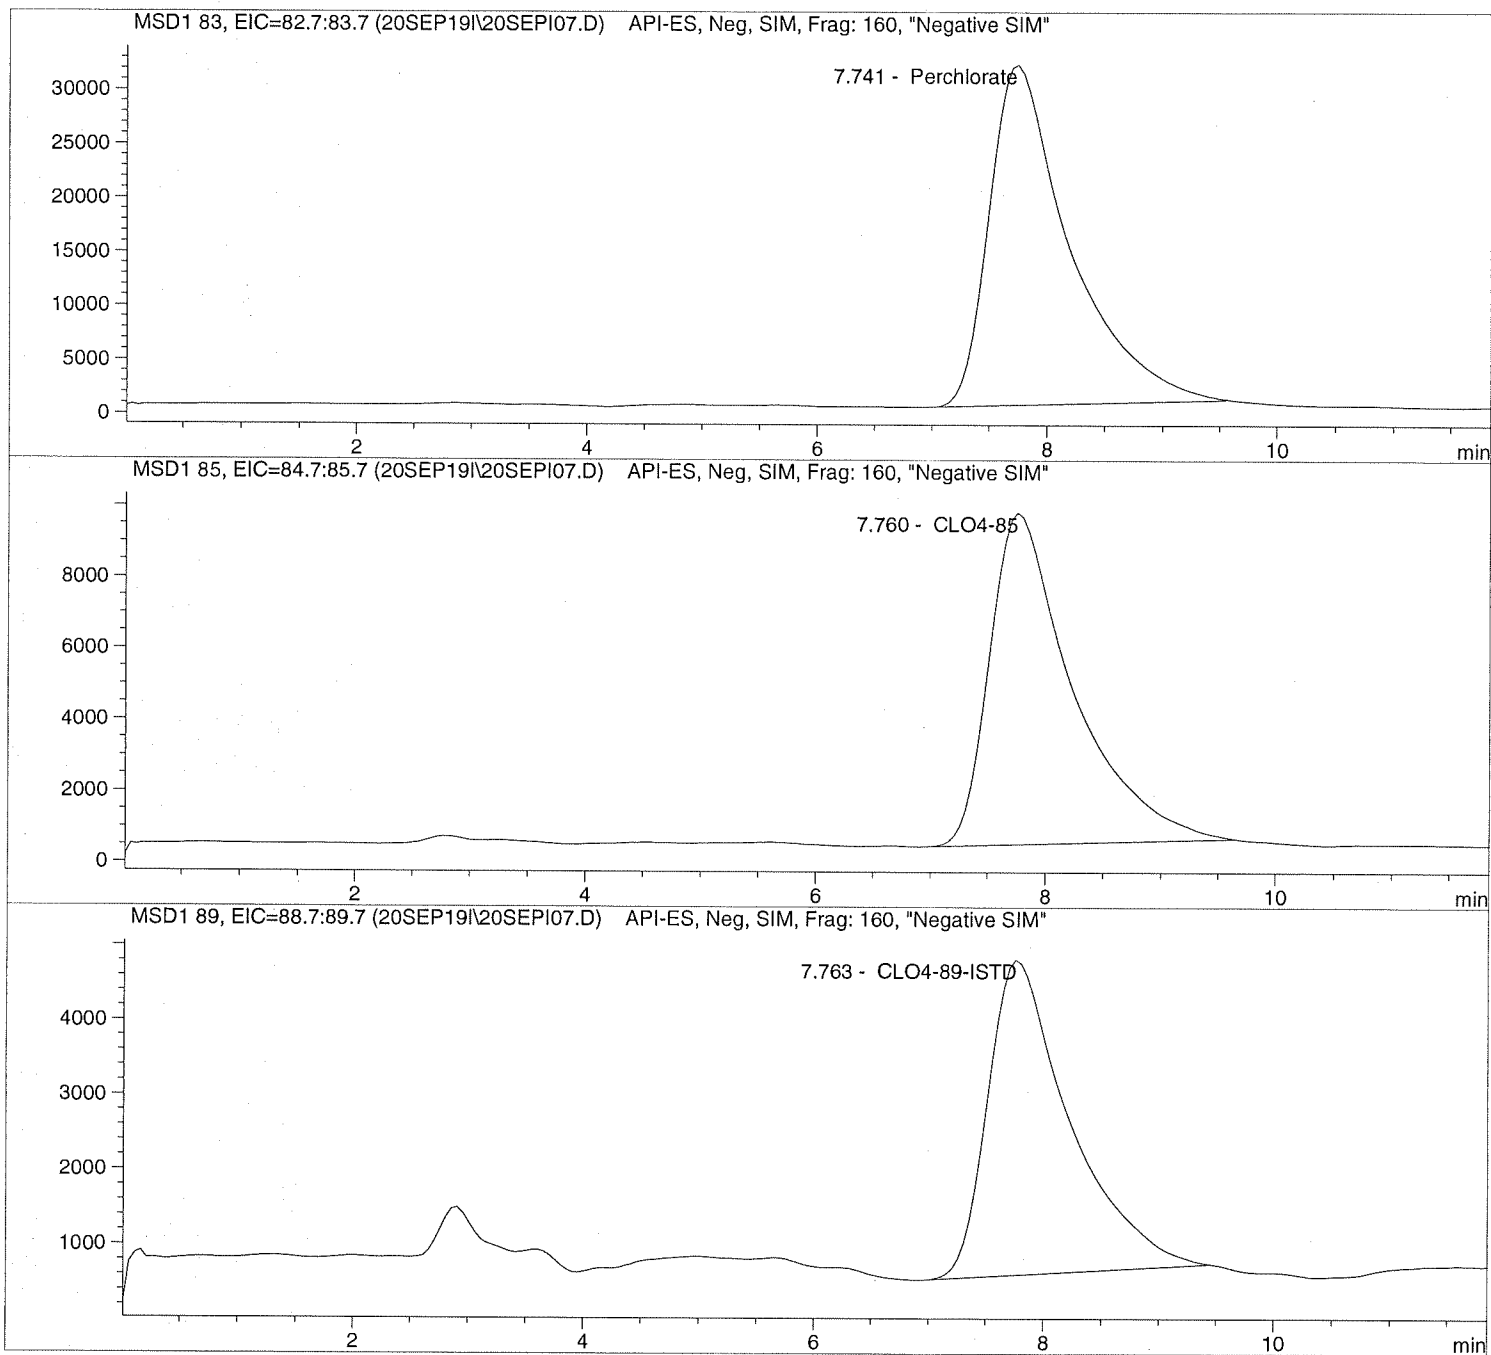 MSD1 83, EIC=82.7:83.7 (20SEP19I\20SEPI07.D) API-ES, Neg, SIM, Frag: 160, "Negative SIM"
7.741 - Perchlorate
30000
25000
20000
15000
10000
5000
0
2 4 6 8 10 min
MSD1 85, EIC=84.7:85.7 (20SEP19I\20SEPI07.D) API-ES, Neg, SIM, Frag: 160, "Negative SIM"
7.760 - CLO4-85
8000
6000
4000
2000
0
2 4 6 8 10 min
MSD1 89, EIC=88.7:89.7 (20SEP19I\20SEPI07.D) API-ES, Neg, SIM, Frag: 160, "Negative SIM"
7.763 - CLO4-89-ISTD
4000
3000
2000
1000
2 4 6 8 10 min